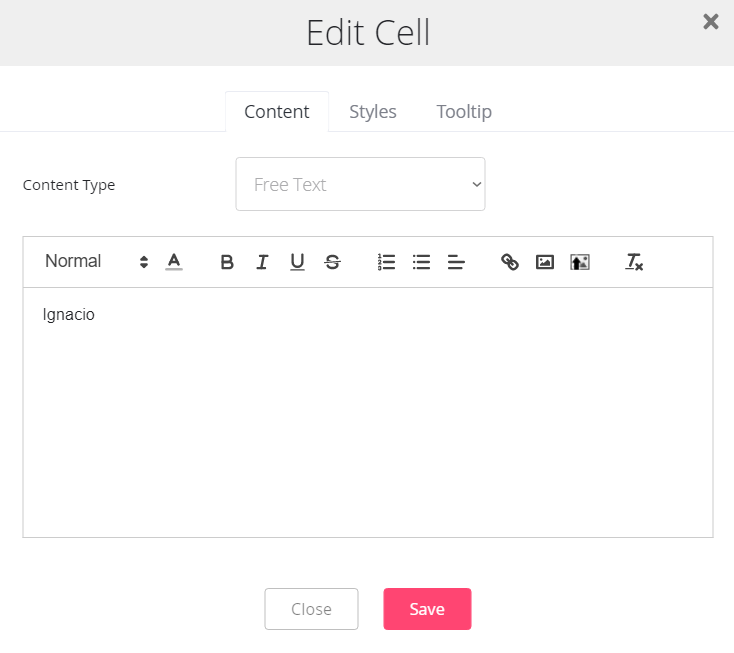 Edit Cell
Content Styles Tooltip
Content Type Free Text
Normal
Ignacio
Close Save